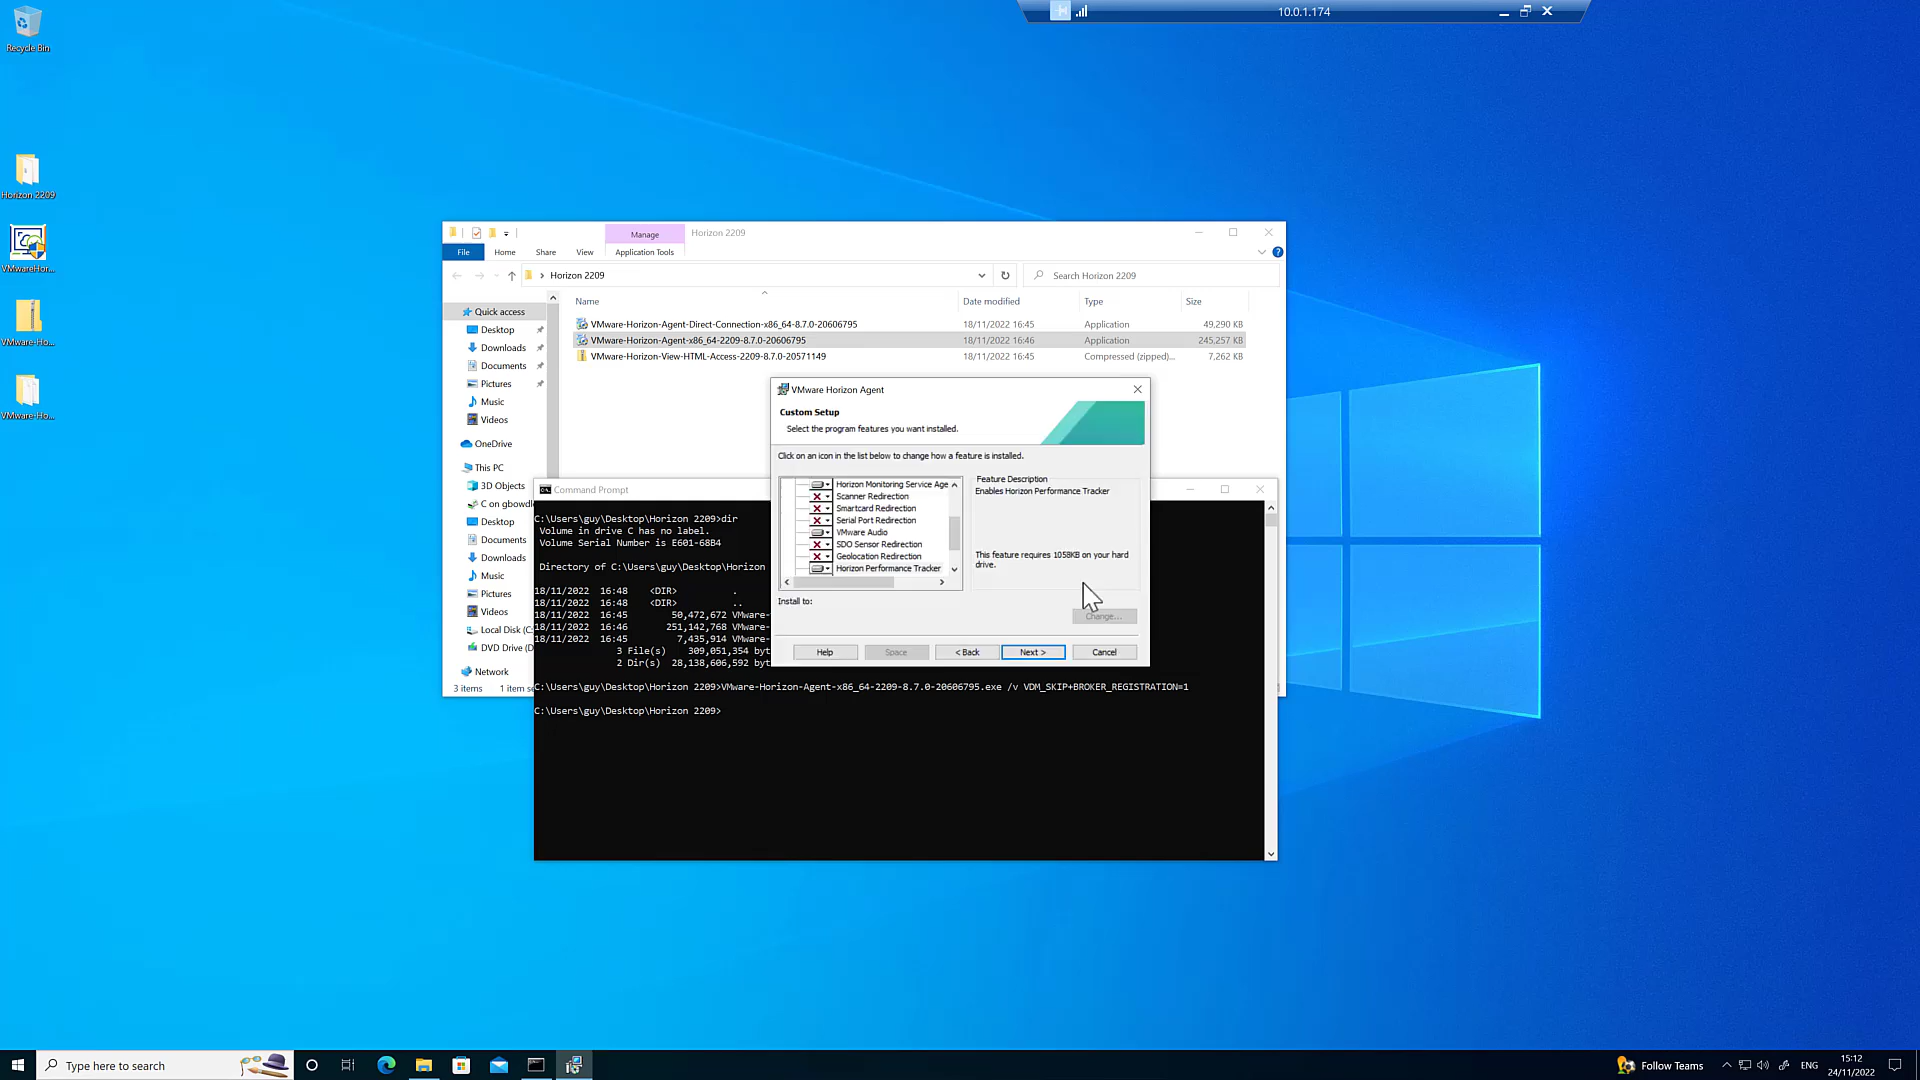 10.0.1.174
Recycle Bin
Horizon 2209
VMwareHor...
VMware-Ho...
VMware-Ho...
Manage
Horizon 2209
File
Home
Share
View
Application Tools
Horizon 2209
Search Horizon 2209
Name
Date modified
Type
Size
VMware-Horizon-Agent-Direct-Connection-x86_64-8.7.0-20606795
18/11/2022 16:45
Application
49,290 KB
VMware-Horizon-Agent-x86_64-2209-8.7.0-20606795
18/11/2022 16:46
Application
245,257 KB
VMware-Horizon-View-HTML-Access-2209-8.7.0-20571149
18/11/2022 16:45
Compressed (zipped)...
7,262 KB
Quick access
Desktop
Downloads
Documents
Pictures
Music
Videos
OneDrive
This PC
3D Objects
C on gbowdle
Desktop
Documents
Downloads
Music
Pictures
Videos
Local Disk (C:
DVD Drive (D
Network
3 items
1 item se
VMware Horizon Agent
Custom Setup
Select the program features you want installed.
Click on an icon in the list below to change how a feature is installed.
Horizon Monitoring Service Age
Scanner Redirection
Smartcard Redirection
Serial Port Redirection
VMware Audio
SDO Sensor Redirection
Geolocation Redirection
Horizon Performance Tracker
Feature Description
Enables Horizon Performance Tracker
This feature requires 1058KB on your hard
drive.
Install to:
Change...
Help
Space
< Back
Next >
Cancel
Command Prompt
C:\Users\guy\Desktop\Horizon 2209>dir
Volume in drive C has no label.
Volume Serial Number is E601-68B4
Directory of C:\Users\guy\Desktop\Horizon
18/11/2022 16:48 <DIR> .
18/11/2022 16:48 <DIR> ..
18/11/2022 16:45 50,472,672 VMware-
18/11/2022 16:46 251,142,768 VMware-
18/11/2022 16:45 7,435,914 VMware-
3 File(s) 309,051,354 byt
2 Dir(s) 28,138,606,592 byt
C:\Users\guy\Desktop\Horizon 2209>VMware-Horizon-Agent-x86_64-2209-8.7.0-20606795.exe /v VDM_SKIP+BROKER_REGISTRATION=1
C:\Users\guy\Desktop\Horizon 2209>
Type here to search
Follow Teams
ENG
15:12
24/11/2022